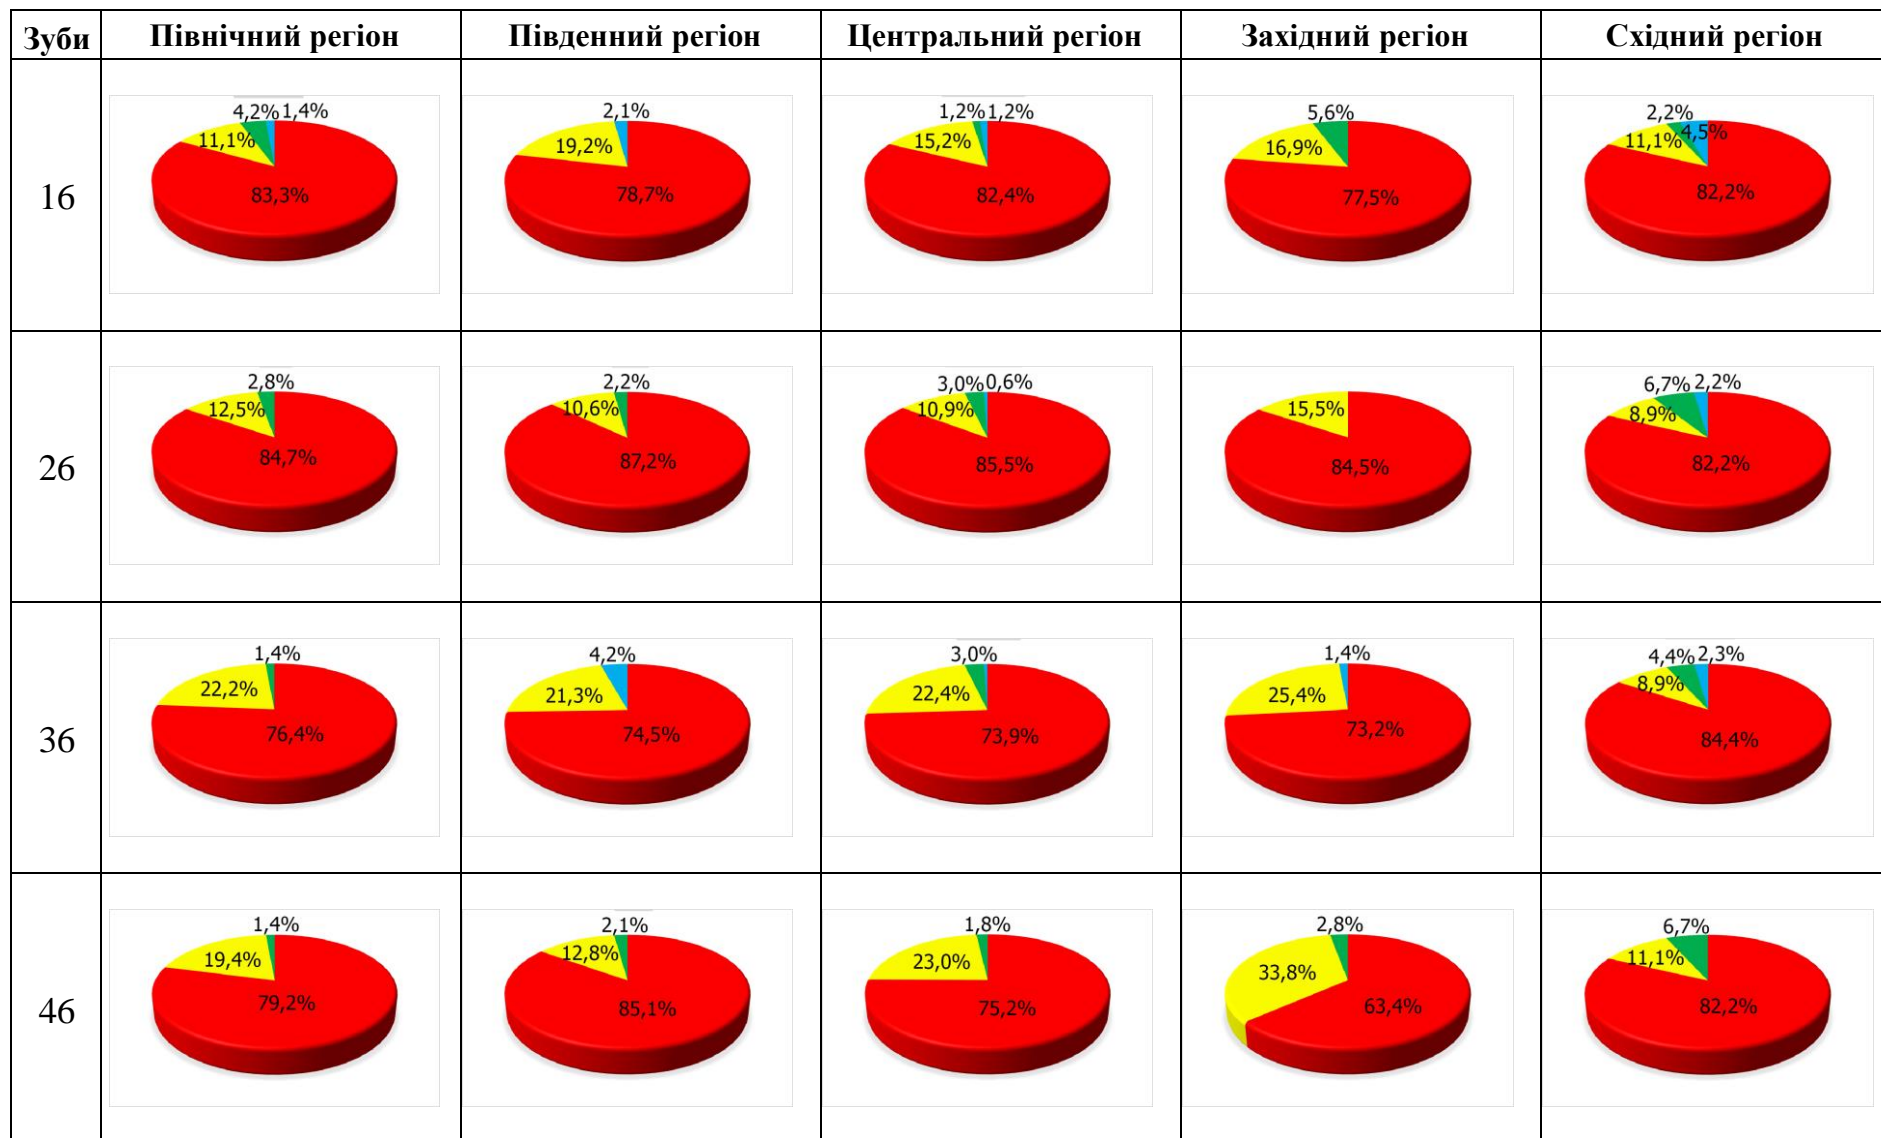 Зуби Північний регіон Південний регіон Центральний регіон Західний регіон Східний регіон
4,2% 1,4% 2,1% 1,2% 1,2% 5,6% 2,2%
11,1% 19,2% 15,2% 16,9% 11,1% 4,5%
16 83,3% 78,7% 82,4% 77,5% 82,2%
2,8% 2,2% 3,0% 0,6% 6,7% 2,2%
12,5% 10,6% 10,9% 15,5% 8,9%
26 84,7% 87,2% 85,5% 84,5% 82,2%
1,4% 4,2% 3,0% 1,4% 4,4% 2,3%
22,2% 21,3% 22,4% 25,4% 8,9%
36 76,4% 74,5% 73,9% 73,2% 84,4%
1,4% 2,1% 1,8% 2,8% 6,7%
19,4% 12,8% 23,0% 33,8% 11,1%
46 79,2% 85,1% 75,2% 63,4% 82,2%